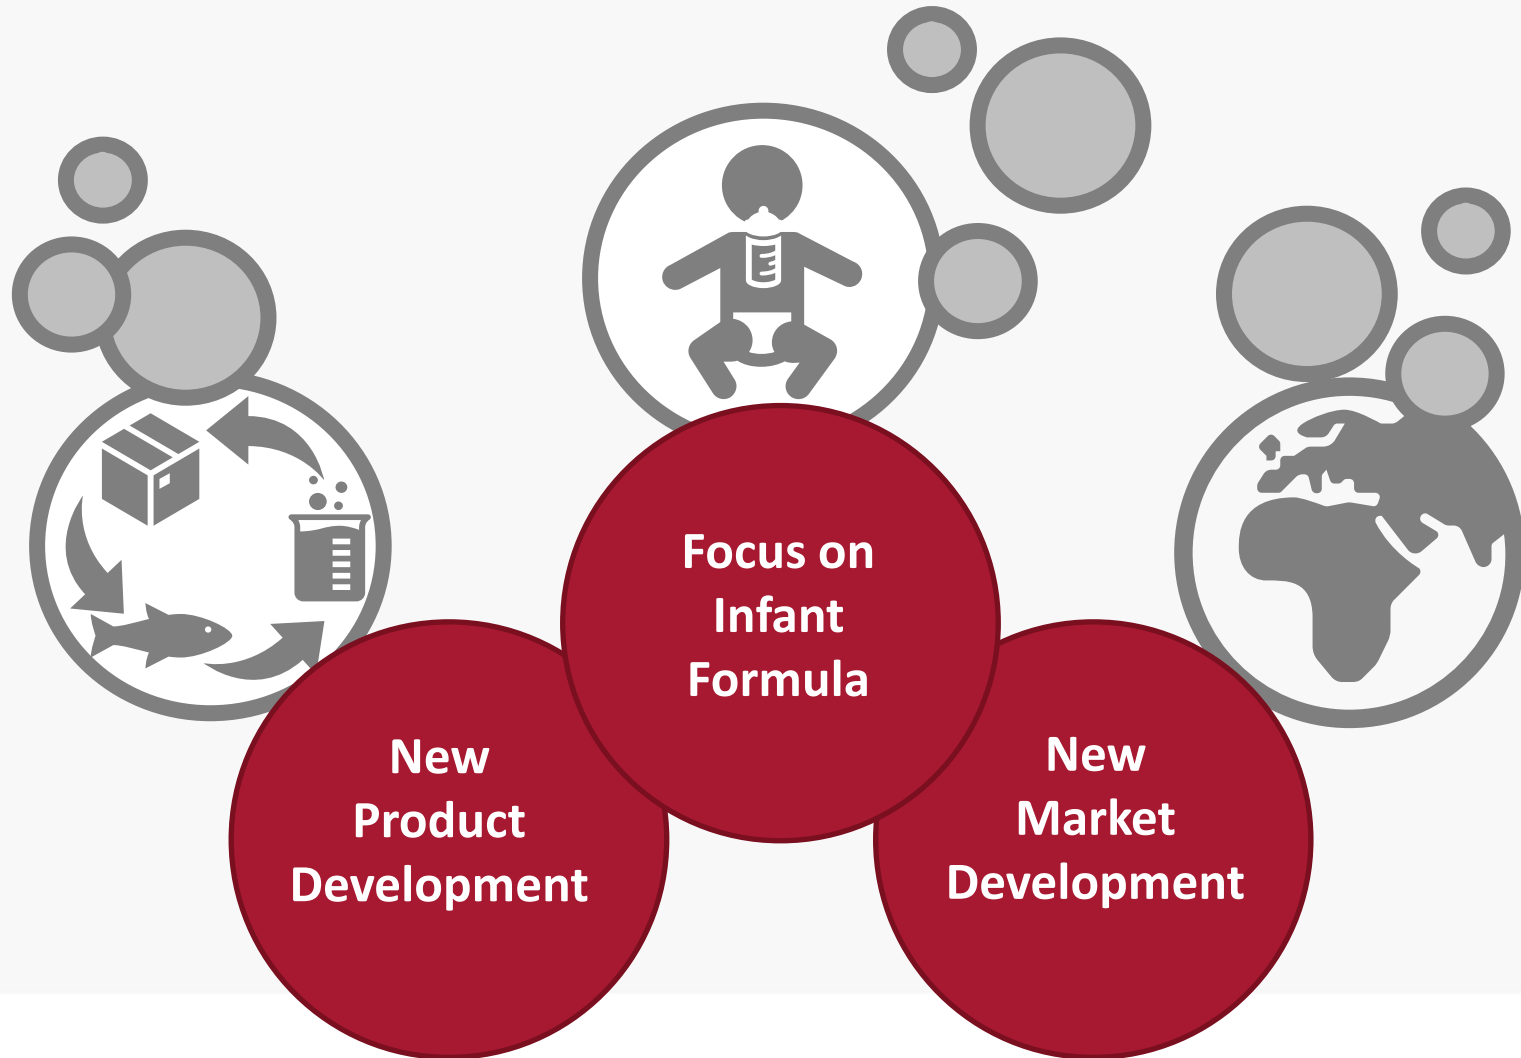 Focus on
Infant
Formula
New
Product
Development
New
Market
Development